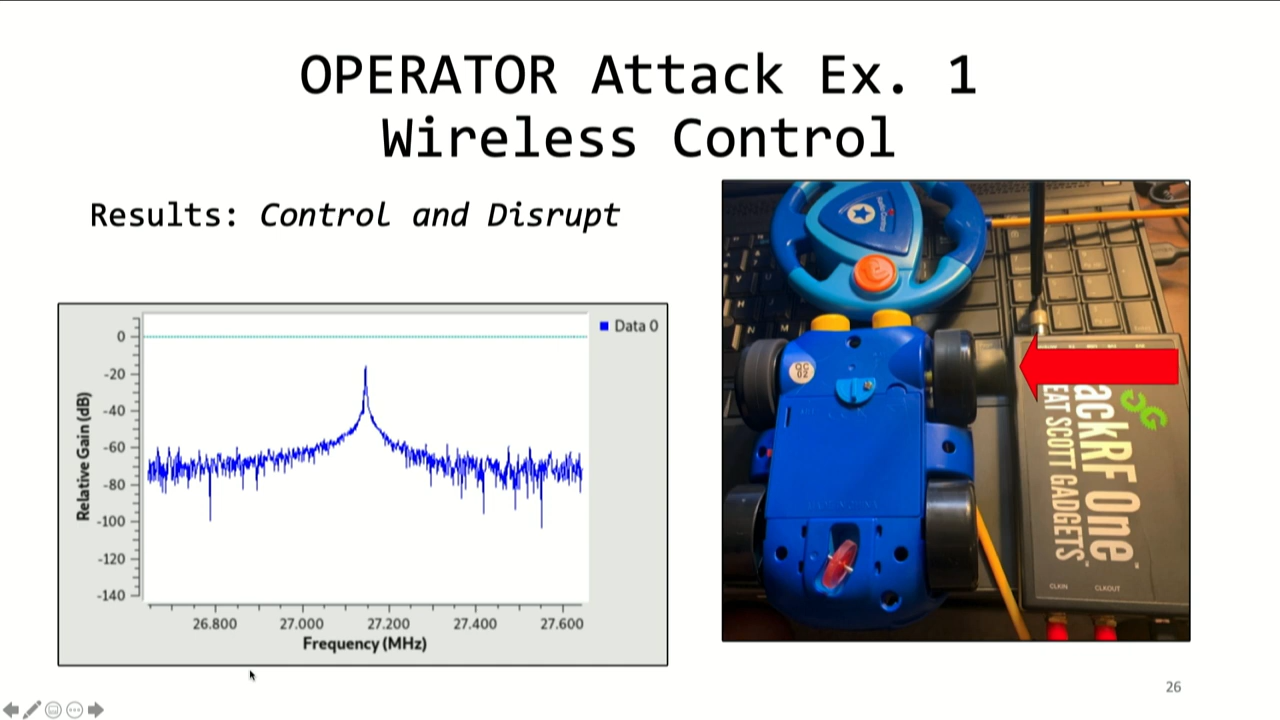 OPERATOR Attack Ex. 1
Wireless Control
Results: Control and Disrupt
Data 0
0
-20
-40
-60
-80
-100
-120
-140
Relative Gain (dB)
26.800 27.000 27.200 27.400 27.600
Frequency (MHz)
QC
02
ackRF One
EAT SCOTT GADGETS
CLKIN CLKOUT
26